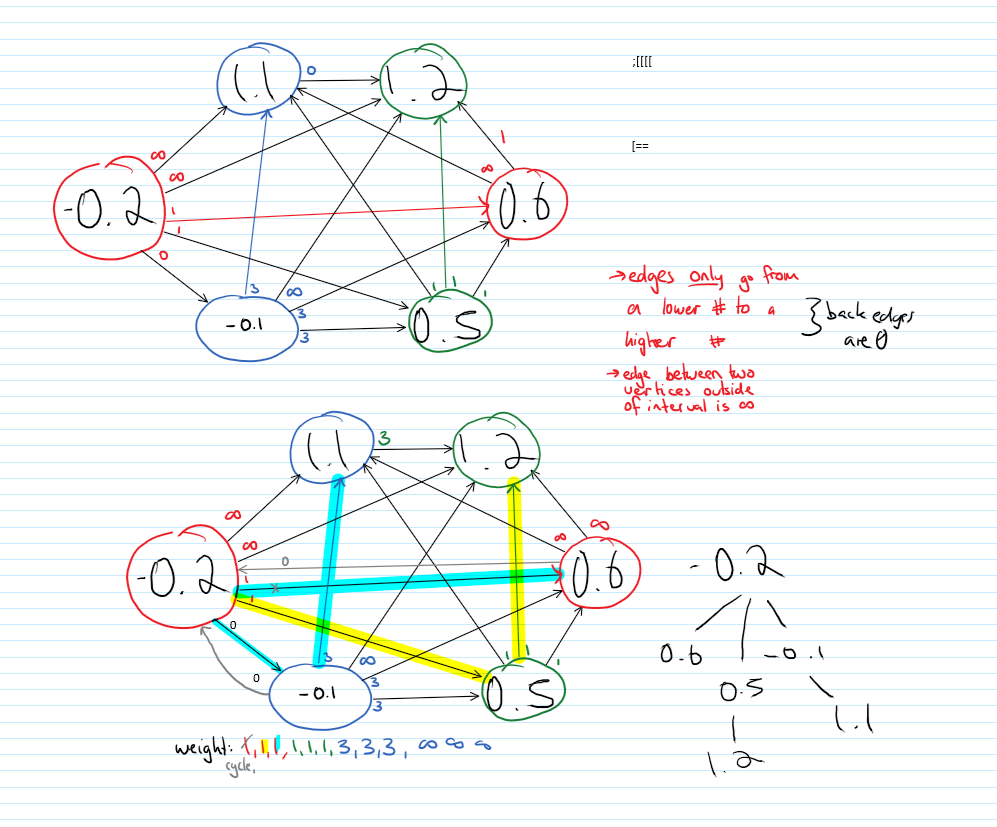 ;[[[[
1.1 0 1.2
[==
1
∞ ∞
∞
-0.2 1 0.6
1
0
3 ∞ 1 1 1
-0.1 3 0.5
3
→edges only go from
a lower # to a
higher #
}back edges
are 0
→edge between two
vertices outside
of interval is ∞
1.1 3 1.2
∞ ∞
∞ ∞
0
-0.2 1 x 0.6
1
0
3 ∞ 1 1 1
0
-0.1 3 0.5
3
weight: 1,1,1,1,1,1,3,3,3,∞ ∞ ∞
cycle,
-0.2
0.6 -0.1
0.5
1.1
1.2